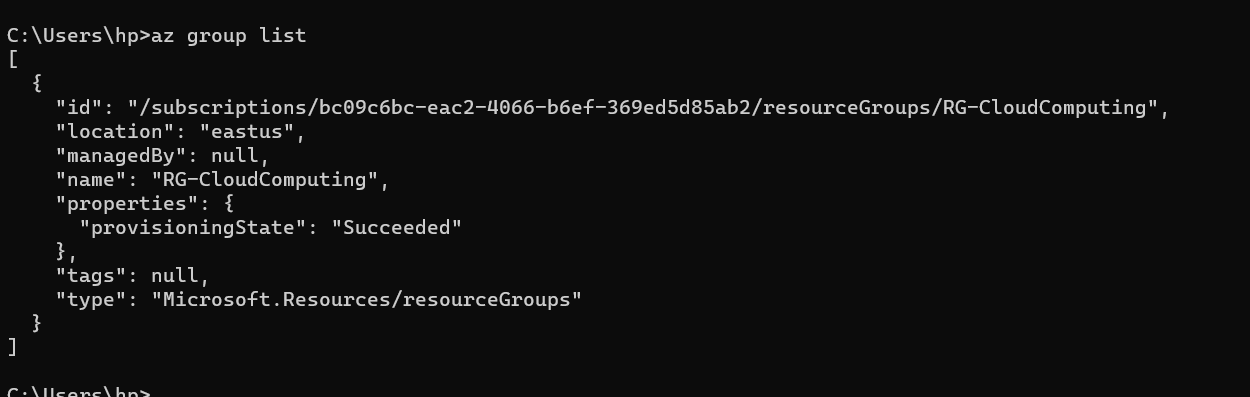 C:\Users\hp>az group list
[
  {
    "id": "/subscriptions/bc09c6bc-eac2-4066-b6ef-369ed5d85ab2/resourceGroups/RG-CloudComputing",
    "location": "eastus",
    "managedBy": null,
    "name": "RG-CloudComputing",
    "properties": {
      "provisioningState": "Succeeded"
    },
    "tags": null,
    "type": "Microsoft.Resources/resourceGroups"
  }
]
C:\Users\hp>